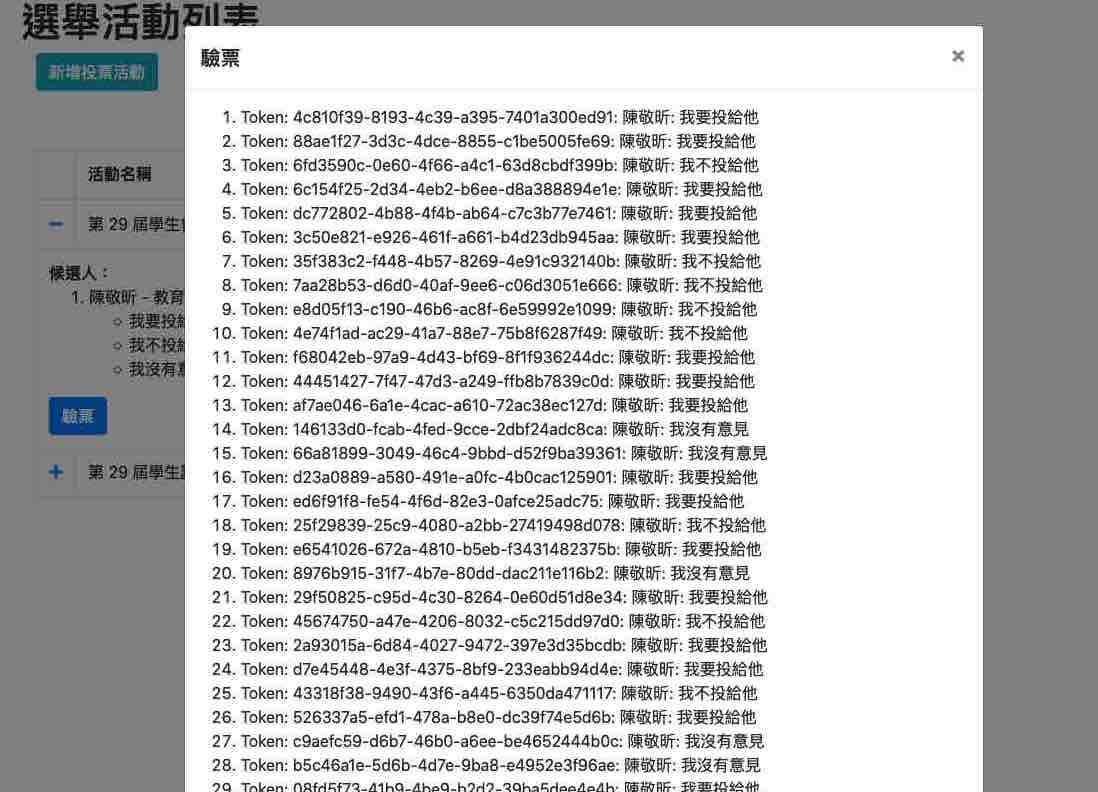 選舉活動列表
新增投票活動
驗票 ×
活動名稱
第 29 屆學生
候選人：
1. 陳敬昕 - 教育
我要投給
我不投給
我沒有意
驗票
第 29 屆學生
1. Token: 4c810f39-8193-4c39-a395-7401a300ed91: 陳敬昕: 我要投給他
2. Token: 88ae1f27-3d3c-4dce-8855-c1be5005fe69: 陳敬昕: 我要投給他
3. Token: 6fd3590c-0e60-4f66-a4c1-63d8cbdf399b: 陳敬昕: 我不投給他
4. Token: 6c154f25-2d34-4eb2-b6ee-d8a388894e1e: 陳敬昕: 我要投給他
5. Token: dc772802-4b88-4f4b-ab64-c7c3b77e7461: 陳敬昕: 我要投給他
6. Token: 3c50e821-e926-461f-a661-b4d23db945aa: 陳敬昕: 我要投給他
7. Token: 35f383c2-f448-4b57-8269-4e91c932140b: 陳敬昕: 我不投給他
8. Token: 7aa28b53-d6d0-40af-9ee6-c06d3051e666: 陳敬昕: 我不投給他
9. Token: e8d05f13-c190-46b6-ac8f-6e59992e1099: 陳敬昕: 我不投給他
10. Token: 4e74f1ad-ac29-41a7-88e7-75b8f6287f49: 陳敬昕: 我不投給他
11. Token: f68042eb-97a9-4d43-bf69-8f1f936244dc: 陳敬昕: 我要投給他
12. Token: 44451427-7f47-47d3-a249-ffb8b7839c0d: 陳敬昕: 我要投給他
13. Token: af7ae046-6a1e-4cac-a610-72ac38ec127d: 陳敬昕: 我要投給他
14. Token: 146133d0-fcab-4fed-9cce-2dbf24adc8ca: 陳敬昕: 我沒有意見
15. Token: 66a81899-3049-46c4-9bbd-d52f9ba39361: 陳敬昕: 我沒有意見
16. Token: d23a0889-a580-491e-a0fc-4b0cac125901: 陳敬昕: 我要投給他
17. Token: ed6f91f8-fe54-4f6d-82e3-0afce25adc75: 陳敬昕: 我要投給他
18. Token: 25f29839-25c9-4080-a2bb-27419498d078: 陳敬昕: 我不投給他
19. Token: e6541026-672a-4810-b5eb-f3431482375b: 陳敬昕: 我要投給他
20. Token: 8976b915-31f7-4b7e-80dd-dac211e116b2: 陳敬昕: 我沒有意見
21. Token: 29f50825-c95d-4c30-8264-0e60d51d8e34: 陳敬昕: 我要投給他
22. Token: 45674750-a47e-4206-8032-c5c215dd97d0: 陳敬昕: 我不投給他
23. Token: 2a93015a-6d84-4027-9472-397e3d35bcdb: 陳敬昕: 我要投給他
24. Token: d7e45448-4e3f-4375-8bf9-233eabb94d4e: 陳敬昕: 我要投給他
25. Token: 43318f38-9490-43f6-a445-6350da471117: 陳敬昕: 我不投給他
26. Token: 526337a5-efd1-478a-b8e0-dc39f74e5d6b: 陳敬昕: 我要投給他
27. Token: c9aefc59-d6b7-46b0-a6ee-be4652444b0c: 陳敬昕: 我沒有意見
28. Token: b5c46a1e-5d6b-4d7e-9ba8-e4952e3f96ae: 陳敬昕: 我沒有意見
29. Token: 08fd5f73-41b9-4be9-b2d2-39ba5dee4e4b: 陳敬昕: 我要投給他